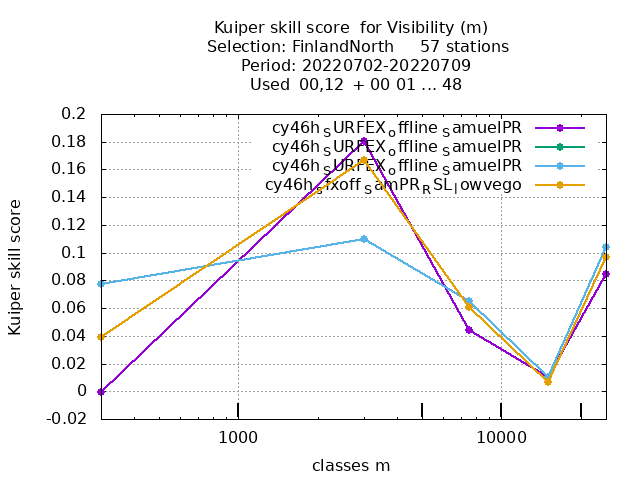 Kuiper skill score  for Visibility (m)
Selection: FinlandNorth     57 stations
Period: 20220702-20220709
Used  00,12  + 00 01 ... 48
0.2
0.18
0.16
0.14
0.12
0.1
0.08
0.06
0.04
0.02
0
-0.02
Kuiper skill score
cy46h_SURFEX_offline_SamuelPR
cy46h_SURFEX_offline_SamuelPR
cy46h_SURFEX_offline_SamuelPR
cy46h_sfxoff_SamPR_RSL_lowvego
1000
10000
classes m